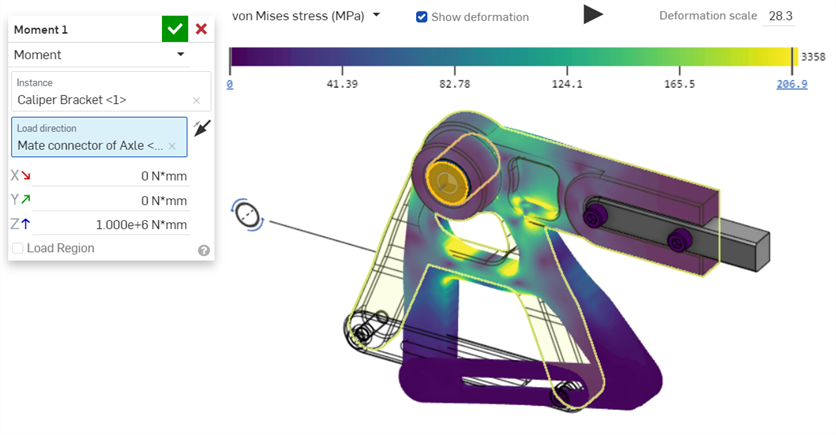 Moment 1
Moment
Instance
Caliper Bracket <1>
Load direction
Mate connector of Axle <...
X 0 N*mm
Y 0 N*mm
Z 1.000e+6 N*mm
Load Region
von Mises stress (MPa)
Show deformation
Deformation scale 28.3
3358
0 41.39 82.78 124.1 165.5 206.9